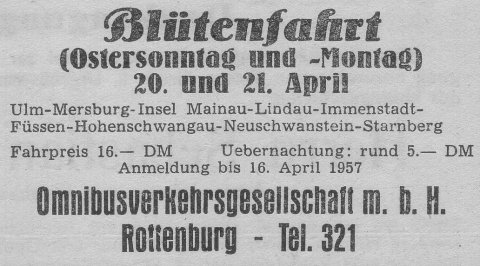 Blütenfahrt
(Ostersonntag und -Montag)
20. und 21. April
Ulm-Mersburg-Insel Mainau-Lindau-Immenstadt-
Füssen-Hohenschwangau-Neuschwanstein-Starnberg
Fahrpreis 16.— DM Uebernachtung: rund 5.— DM
Anmeldung bis 16. April 1957
Omnibusverkehrsgesellschaft m. b. H.
Rottenburg - Tel. 321